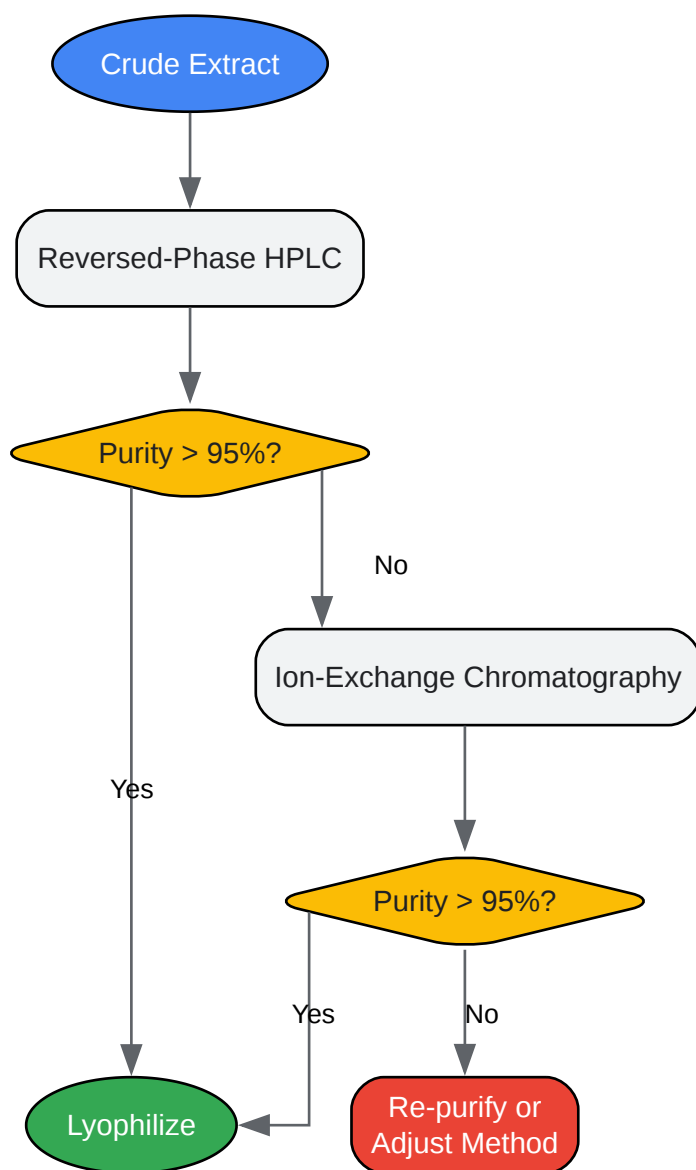 Crude Extract
Reversed-Phase HPLC
Purity > 95%?
No
Ion-Exchange Chromatography
Yes
Purity > 95%?
Yes
No
Lyophilize
Re-purify or
Adjust Method